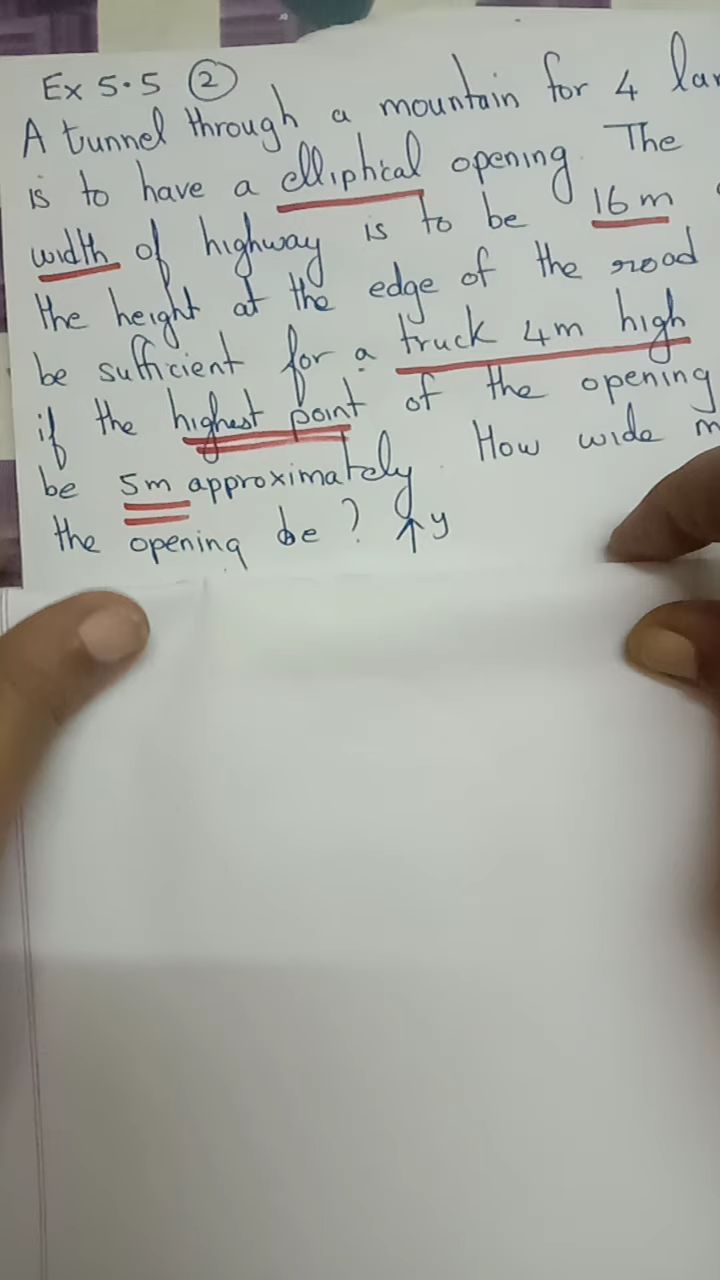 Ex 5.5 ②
A tunnel through a mountain for 4
is to have a elliptical opening. The
width of highway is to be 16m
the height at the edge of the road
be sufficient for a truck 4m high
if the highest point of the opening
be 5m approximately. How wide
the opening be? ↑y